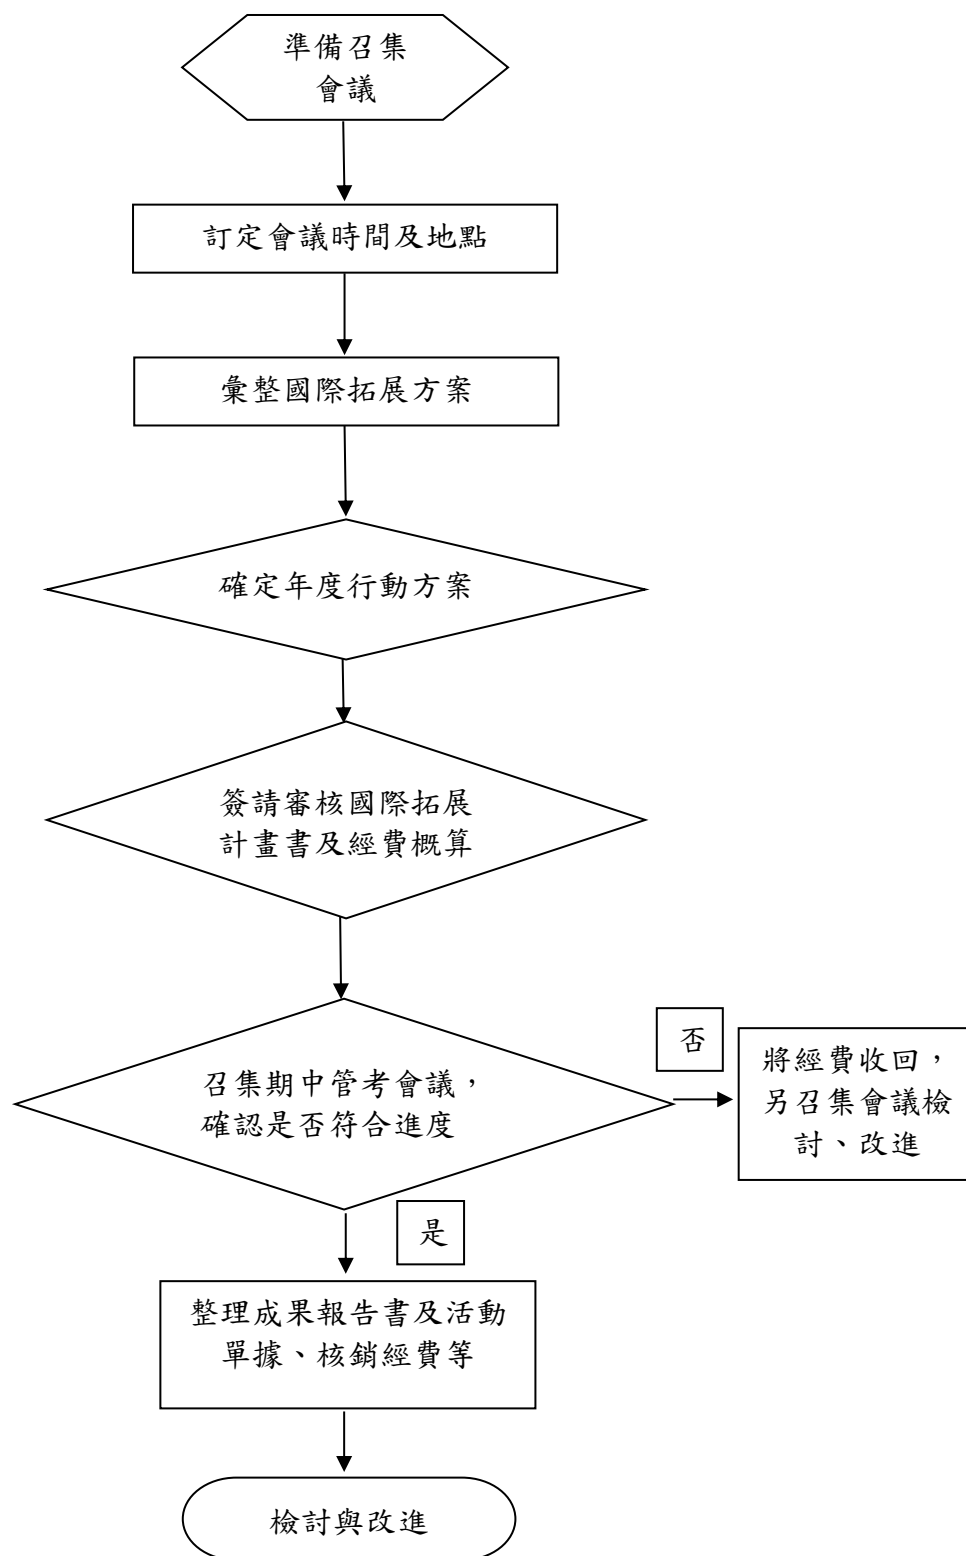 準備召集
會議
訂定會議時間及地點
彙整國際拓展方案
確定年度行動方案
簽請審核國際拓展
計畫書及經費概算
召集期中管考會議，
確認是否符合進度
否
將經費收回，
另召集會議檢
討、改進
是
整理成果報告書及活動
單據、核銷經費等
檢討與改進